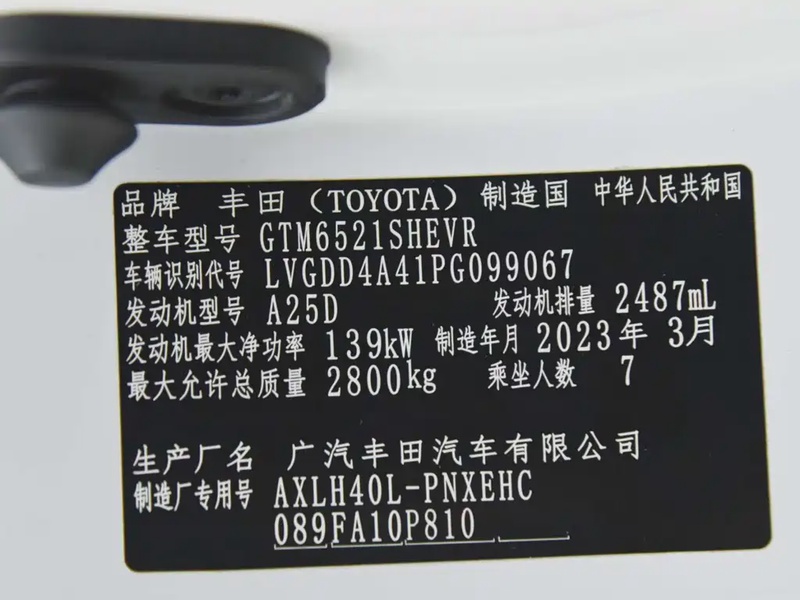 品牌 丰田（TOYOTA）制造国 中华人民共和国
整车型号 GTM6521SHEVR
车辆识别代号 LVGDD4A41PG099067
发动机型号 A25D 发动机排量 2487mL
发动机最大净功率 139kW 制造年月 2023年 3月
最大允许总质量 2800kg 乘坐人数 7
生产厂名 广汽丰田汽车有限公司
制造厂专用号 AXLH40L-PNXEHC
089FA10P810